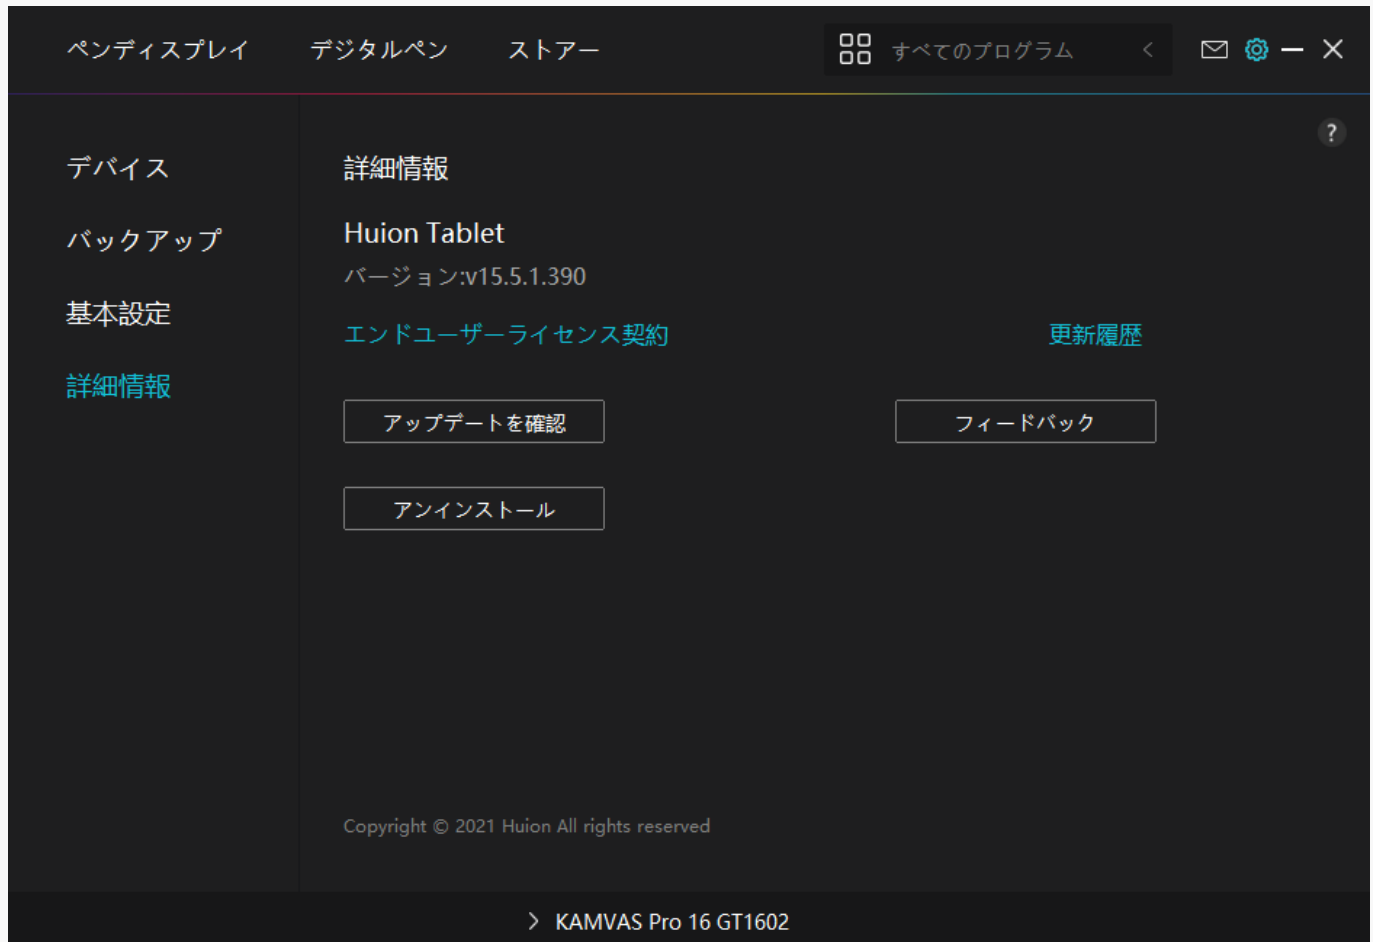 ペンディスプレイ デジタルペン ストアー すべてのプログラム
?
デバイス
バックアップ
基本設定
詳細情報
詳細情報
Huion Tablet
バージョン:v15.5.1.390
エンドユーザーライセンス契約 更新履歴
アップデートを確認 フィードバック
アンインストール
Copyright © 2021 Huion All rights reserved
KAMVAS Pro 16 GT1602